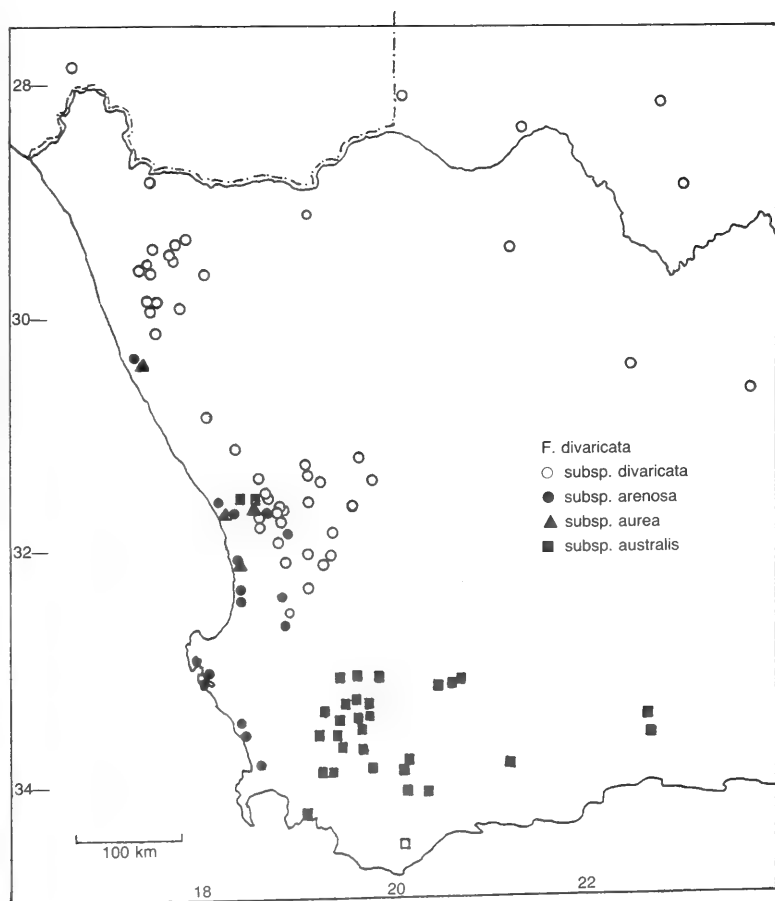 28
30
F. divaricata
subsp. divaricata
subsp. arenosa
subsp. aurea
subsp. australis
32
34
100 km
18 20 22